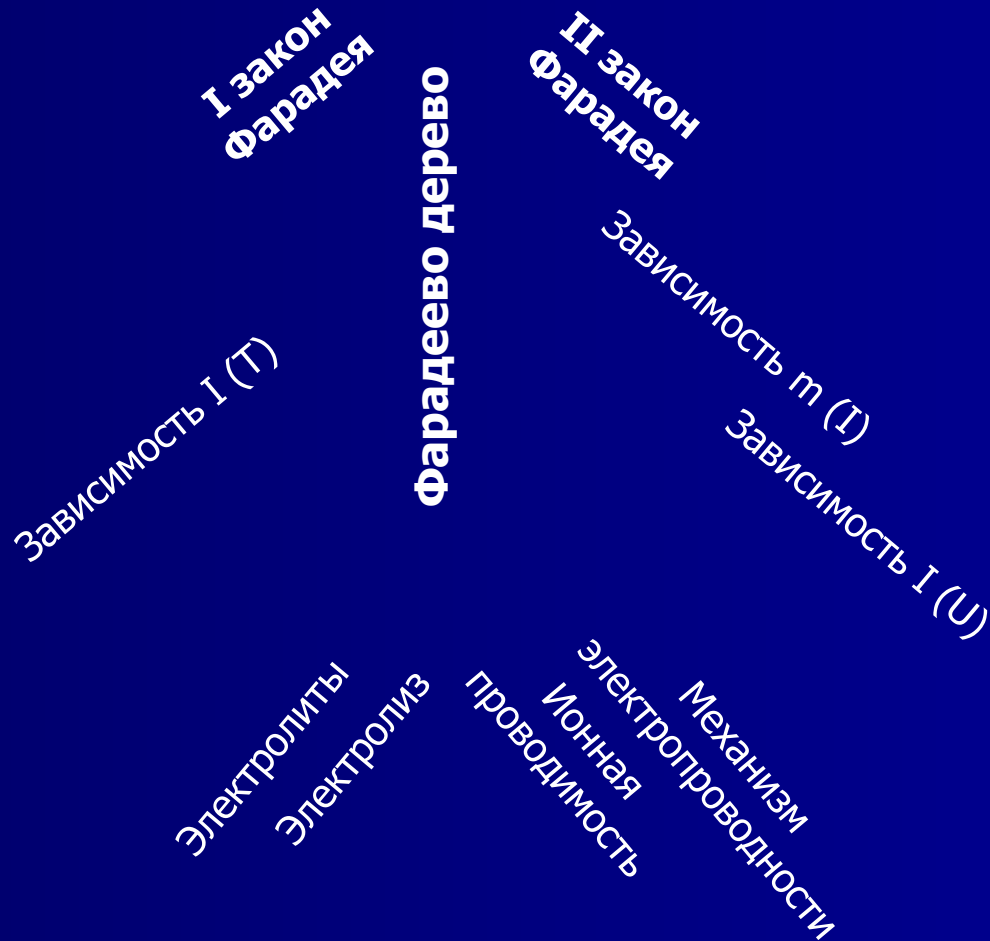 I закон
Фарадея
II закон
Фарадея
Фарадеево дерево
Зависимость m (I)
Зависимость I (T)
Зависимость I (U)
Электролиты
Электролиз
Ионная
проводимость
Механизм
электропроводности